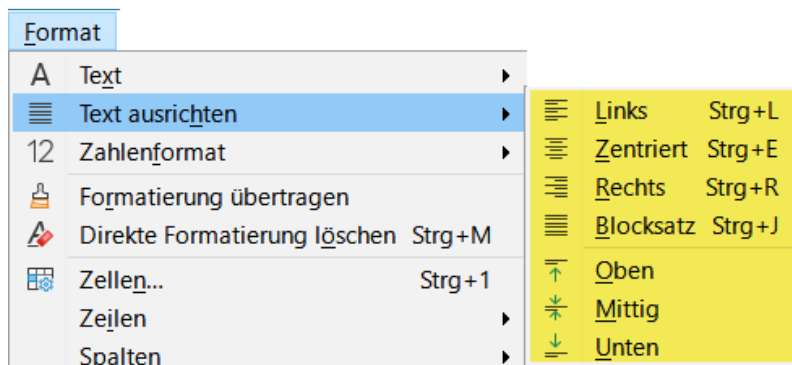 Format
Text
Text ausrichten
12 Zahlenformat
Formatierung übertragen
Direkte Formatierung löschen Strg+M
Zellen... Strg+1
Zeilen
Spalten
Links Strg+L
Zentriert Strg+E
Rechts Strg+R
Blocksatz Strg+J
Oben
Mittig
Unten